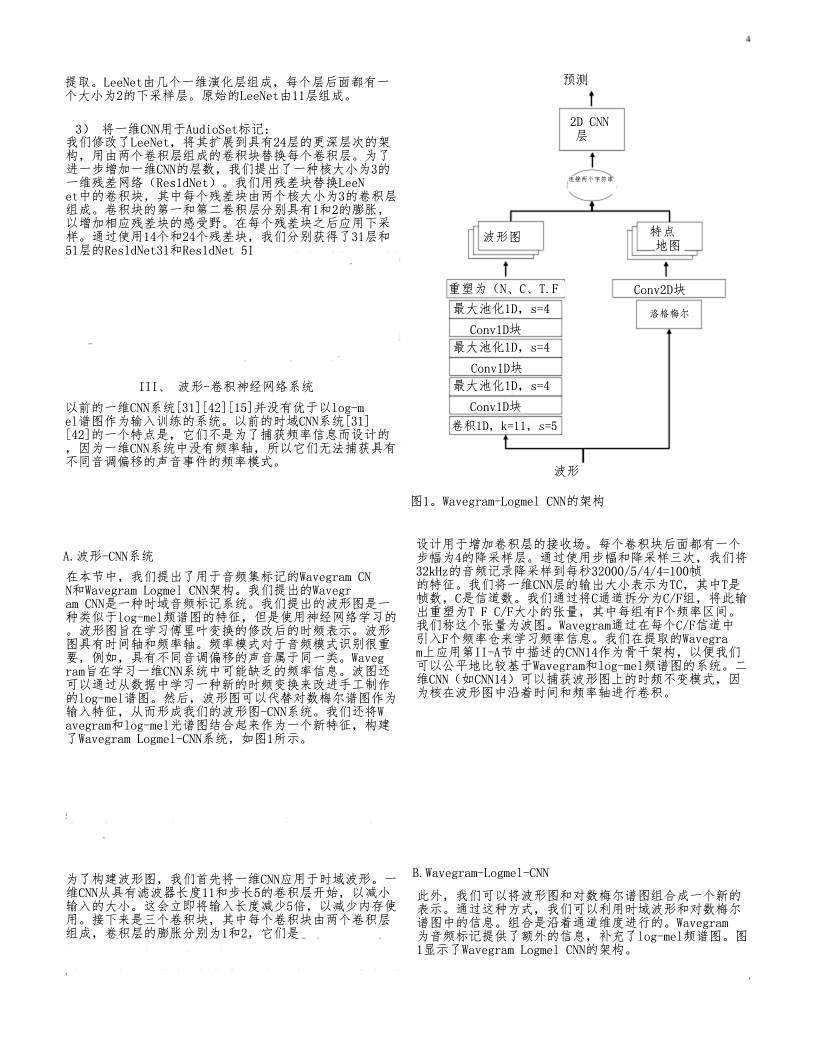 4
提取。LeeNet由几个一维演化层组成，每个层后面都有一
个大小为2的下采样层。原始的LeeNet由11层组成。
3） 将一维CNN用于AudioSet标记：
我们修改了LeeNet，将其扩展到具有24层的更深层次的架
构，用由两个卷积层组成的卷积块替换每个卷积层。为了
进一步增加一维CNN的层数，我们提出了一种核大小为3的
一维残差网络（Res1dNet）。我们用残差块替换LeeN
et中的卷积块，其中每个残差块由两个核大小为3的卷积层
组成。卷积块的第一和第二卷积层分别具有1和2的膨胀，
以增加相应残差块的感受野。在每个残差块之后应用下采
样。通过使用14个和24个残差块，我们分别获得了31层和
51层的Res1dNet31和Res1dNet 51
III、 波形-卷积神经网络系统
以前的一维CNN系统[31][42][15]并没有优于以log-m
el谱图作为输入训练的系统。以前的时域CNN系统[31]
[42]的一个特点是，它们不是为了捕获频率信息而设计的
，因为一维CNN系统中没有频率轴，所以它们无法捕获具有
不同音调偏移的声音事件的频率模式。
A.波形-CNN系统
在本节中，我们提出了用于音频集标记的Wavegram CN
N和Wavegram Logmel CNN架构。我们提出的Wavegr
am CNN是一种时域音频标记系统。我们提出的波形图是一
种类似于log-mel频谱图的特征，但是使用神经网络学习的
。波形图旨在学习傅里叶变换的修改后的时频表示。波形
图具有时间轴和频率轴。频率模式对于音频模式识别很重
要，例如，具有不同音调偏移的声音属于同一类。Waveg
ram旨在学习一维CNN系统中可能缺乏的频率信息。波图还
可以通过从数据中学习一种新的时频变换来改进手工制作
的log-mel谱图。然后，波形图可以代替对数梅尔谱图作为
输入特征，从而形成我们的波形图-CNN系统。我们还将W
avegram和log-mel光谱图结合起来作为一个新特征，构建
了Wavegram Logmel-CNN系统，如图1所示。
为了构建波形图，我们首先将一维CNN应用于时域波形。一
维CNN从具有滤波器长度11和步长5的卷积层开始，以减小
输入的大小。这会立即将输入长度减少5倍，以减少内存使
用。接下来是三个卷积块，其中每个卷积块由两个卷积层
组成，卷积层的膨胀分别为1和2，它们是
预测
2D CNN
层
连接两个字符串
波形图
特点
地图
重塑为（N、C、T.F
Conv2D块
最大池化1D，s=4
洛格梅尔
Conv1D块
最大池化1D，s=4
Conv1D块
最大池化1D，s=4
Conv1D块
卷积1D，k=11，s=5
波形
图1。Wavegram-Logmel CNN的架构
设计用于增加卷积层的接收场。每个卷积块后面都有一个
步幅为4的降采样层。通过使用步幅和降采样三次，我们将
32kHz的音频记录降采样到每秒32000/5/4/4=100帧
的特征。我们将一维CNN层的输出大小表示为TC，其中T是
帧数，C是信道数。我们通过将C通道拆分为C/F组，将此输
出重塑为T F C/F大小的张量，其中每组有F个频率区间。
我们称这个张量为波图。Wavegram通过在每个C/F信道中
引入F个频率仓来学习频率信息。我们在提取的Wavegra
m上应用第II-A节中描述的CNN14作为骨干架构，以便我们
可以公平地比较基于Wavegram和log-mel频谱图的系统。二
维CNN（如CNN14）可以捕获波形图上的时频不变模式，因
为核在波形图中沿着时间和频率轴进行卷积。
B.Wavegram-Logmel-CNN
此外，我们可以将波形图和对数梅尔谱图组合成一个新的
表示。通过这种方式，我们可以利用时域波形和对数梅尔
谱图中的信息。组合是沿着通道维度进行的。Wavegram
为音频标记提供了额外的信息，补充了log-mel频谱图。图
1显示了Wavegram Logmel CNN的架构。